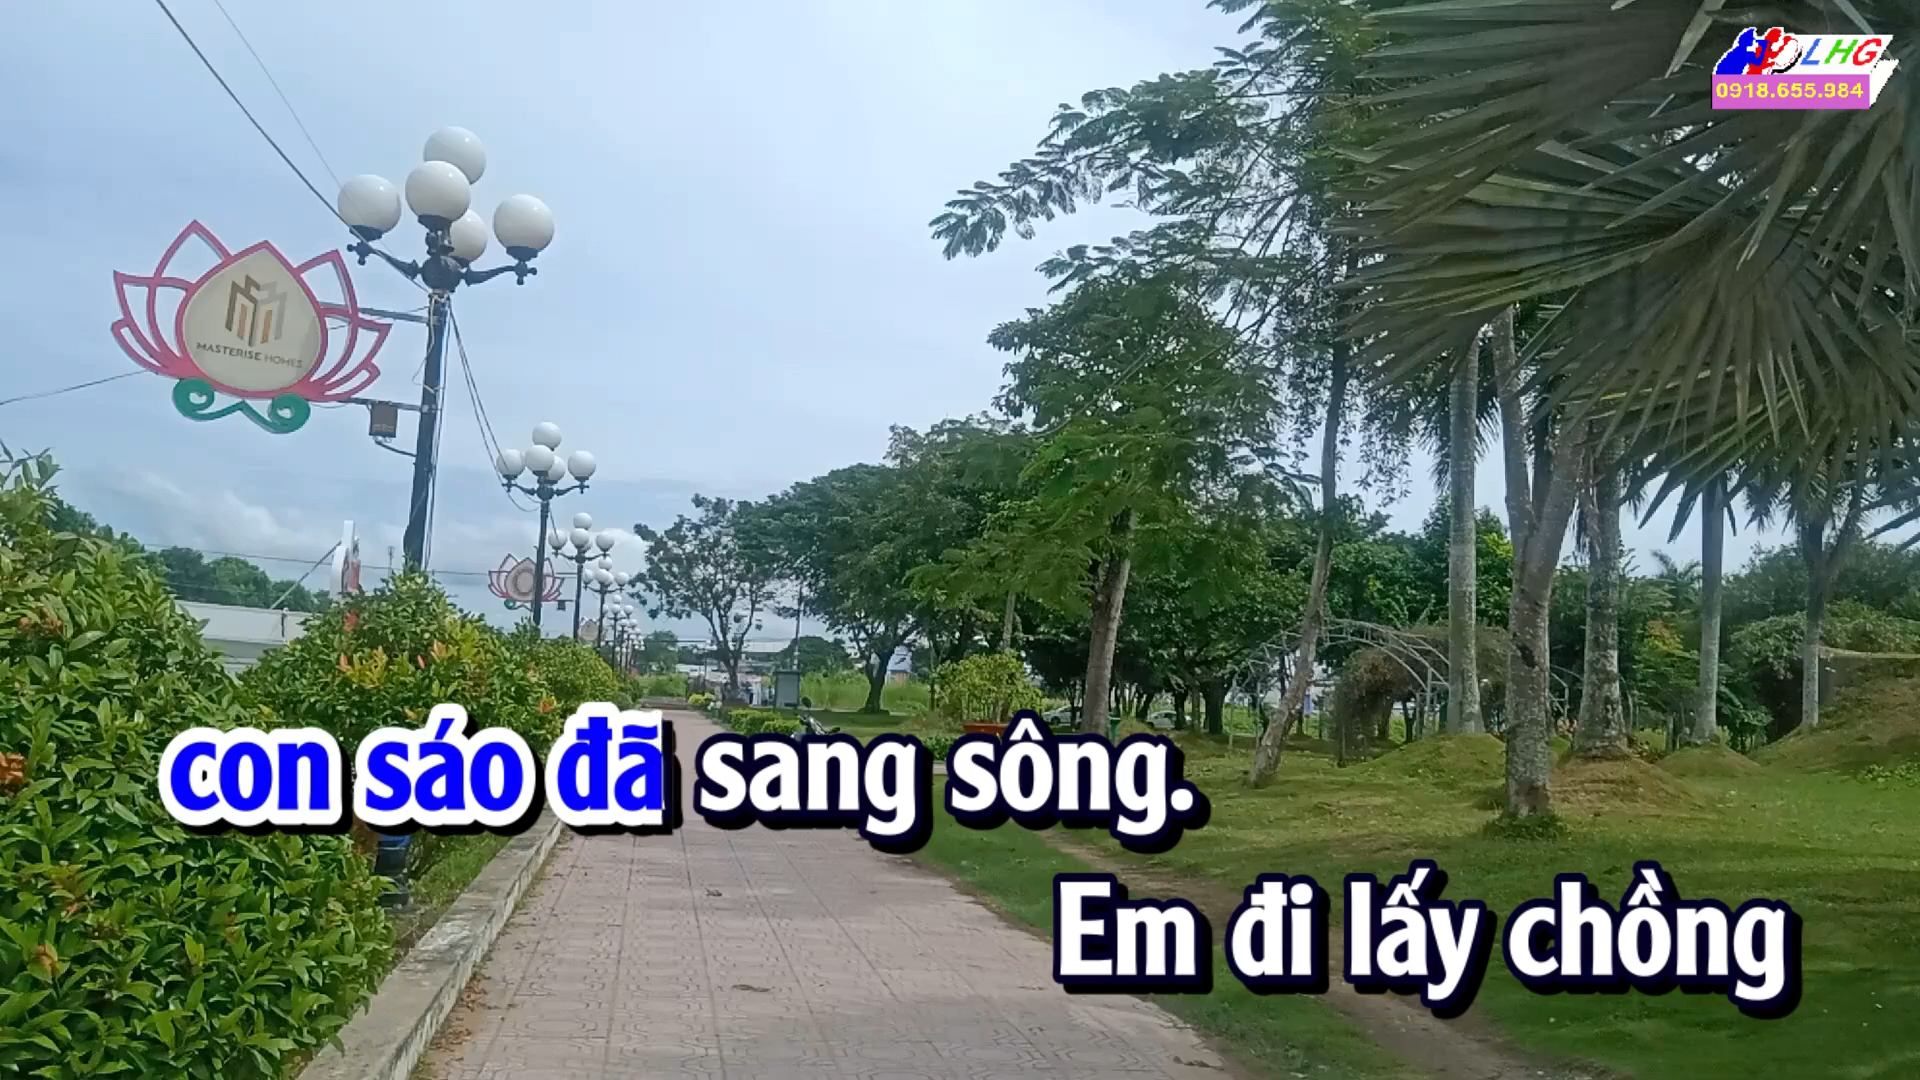 LHG
0918.655.984
MASTERISE HOMES
con sáo đã sang sông.
Em đi lấy chồng